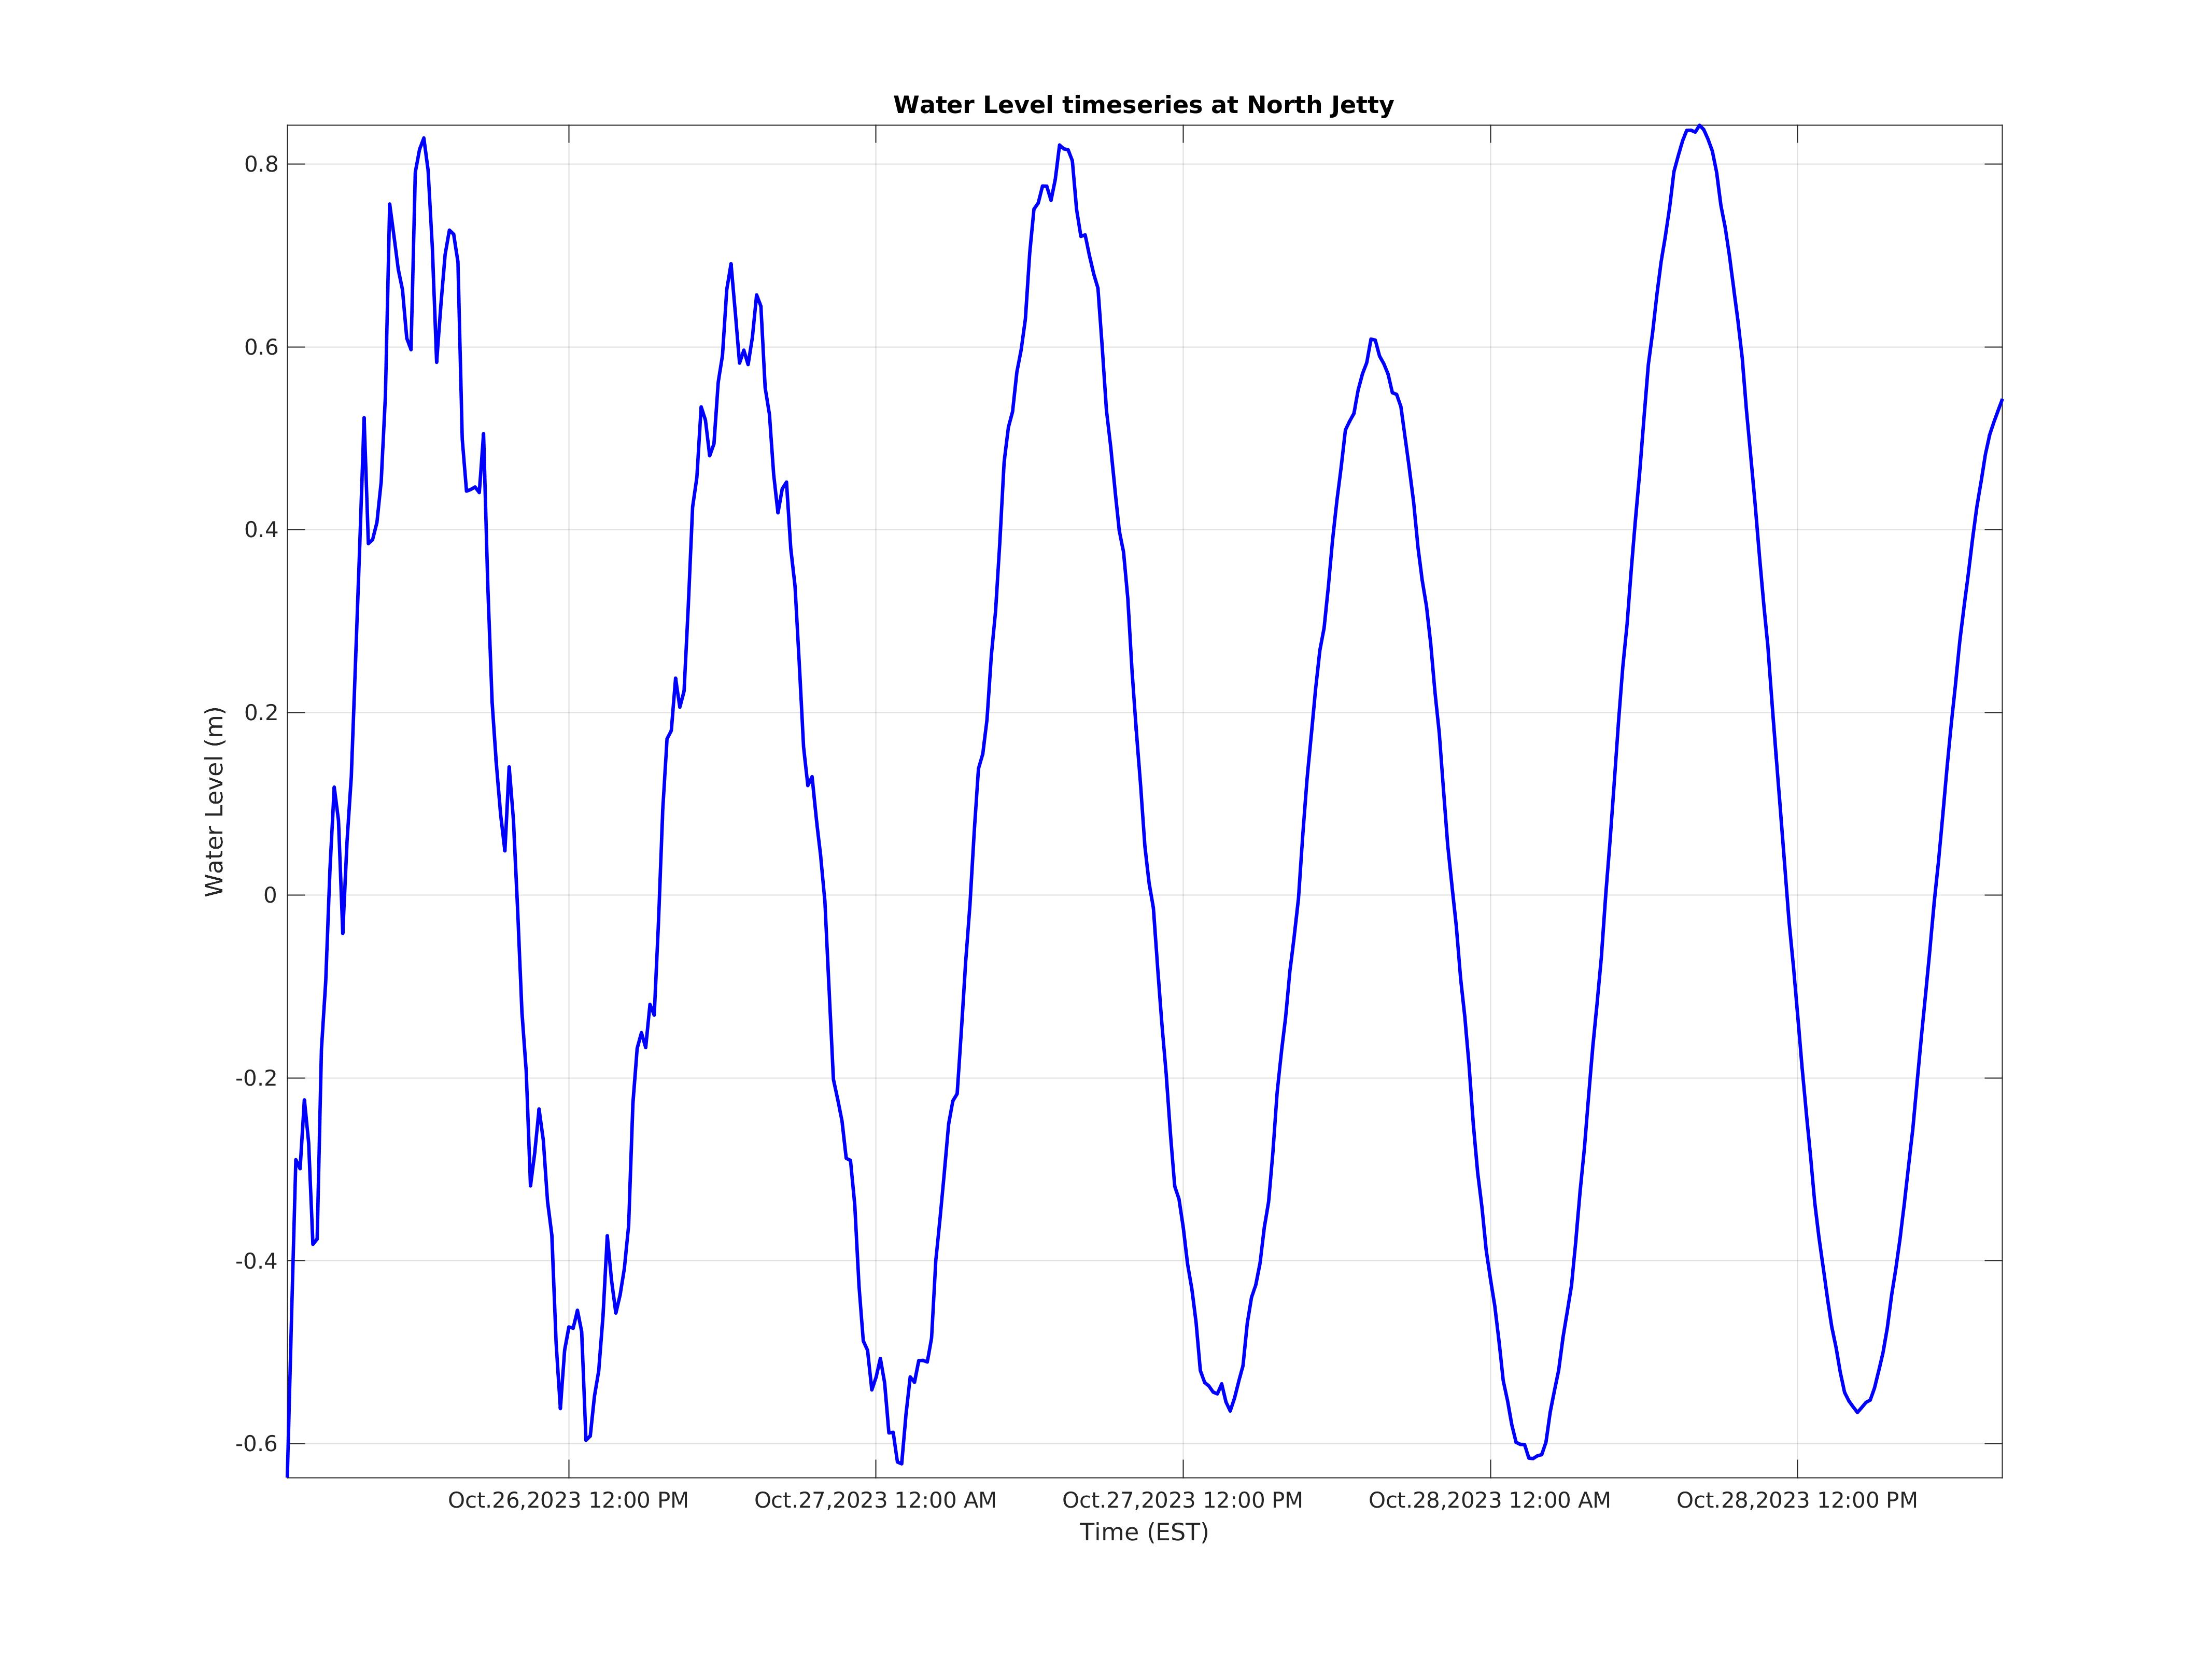 Water Level timeseries at North Jetty
0.8
0.6
0.4
0.2
0
-0.2
-0.4
-0.6
Water Level (m)
Oct.26,2023 12:00 PM Oct.27,2023 12:00 AM Oct.27,2023 12:00 PM Oct.28,2023 12:00 AM Oct.28,2023 12:00 PM
Time (EST)